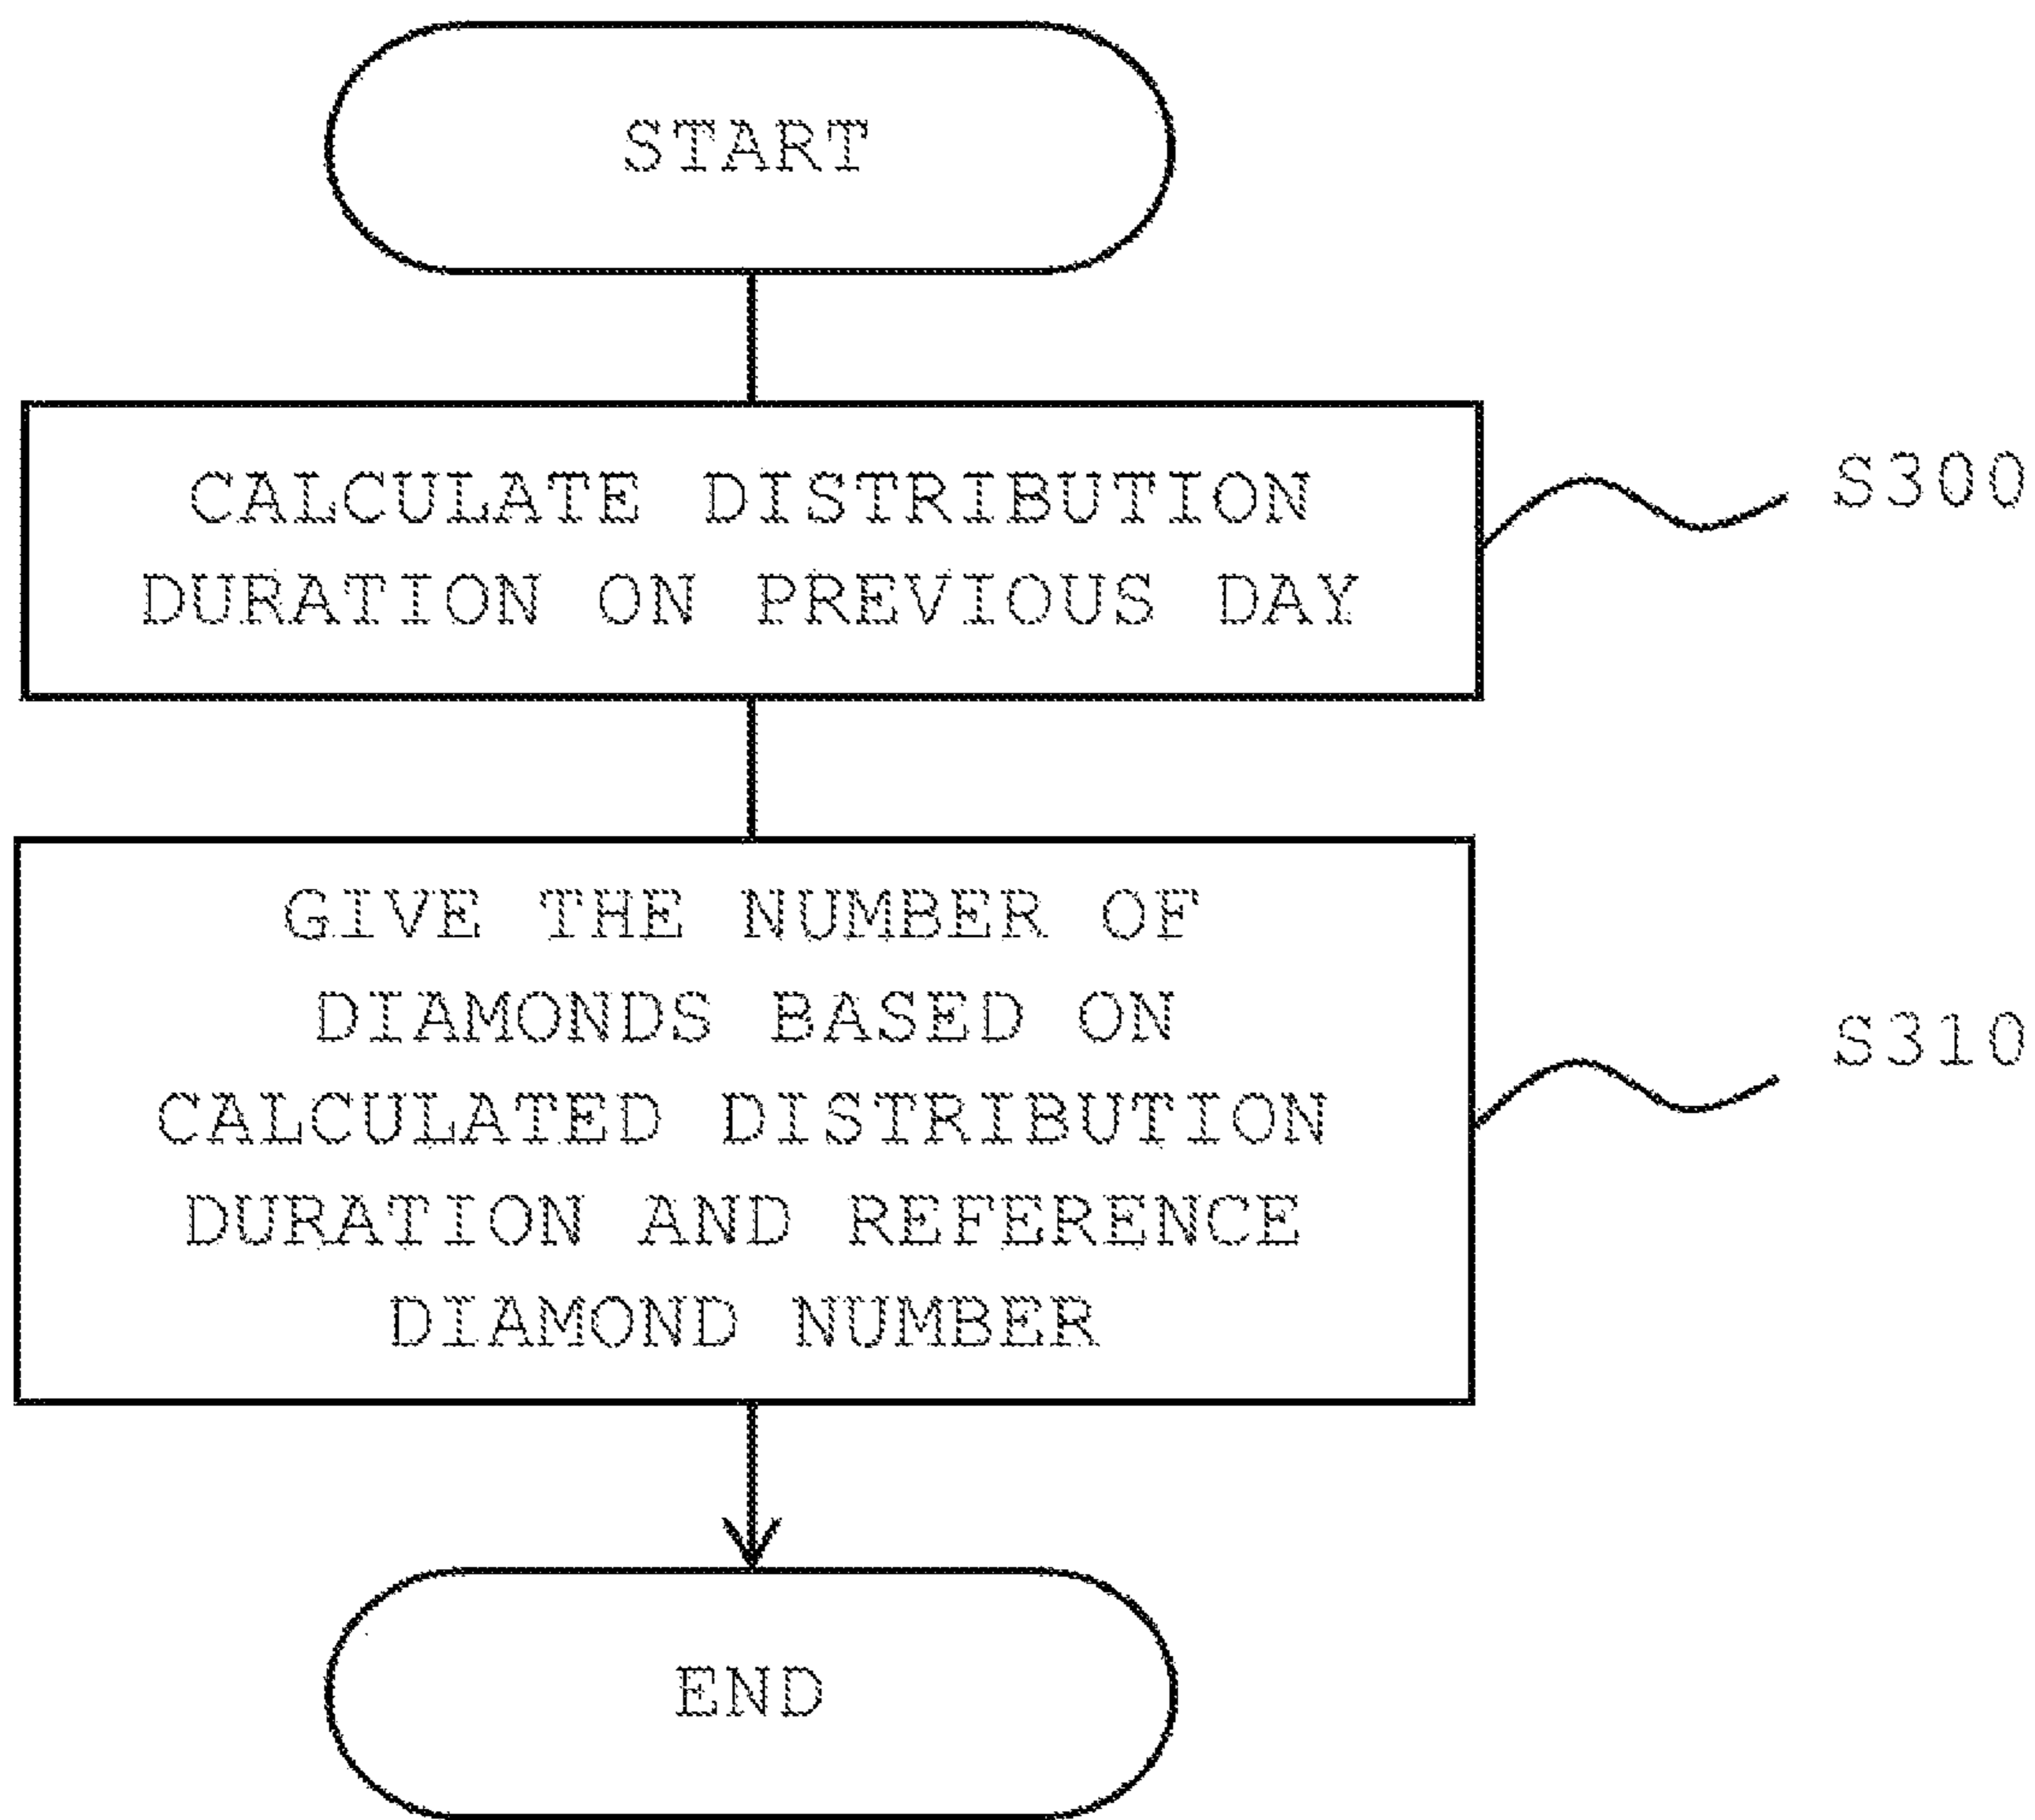 START
CALCULATE DISTRIBUTION
DURATION ON PREVIOUS DAY
S300
GIVE THE NUMBER OF
DIAMONDS BASED ON
CALCULATED DISTRIBUTION
DURATION AND REFERENCE
DIAMOND NUMBER
S310
END